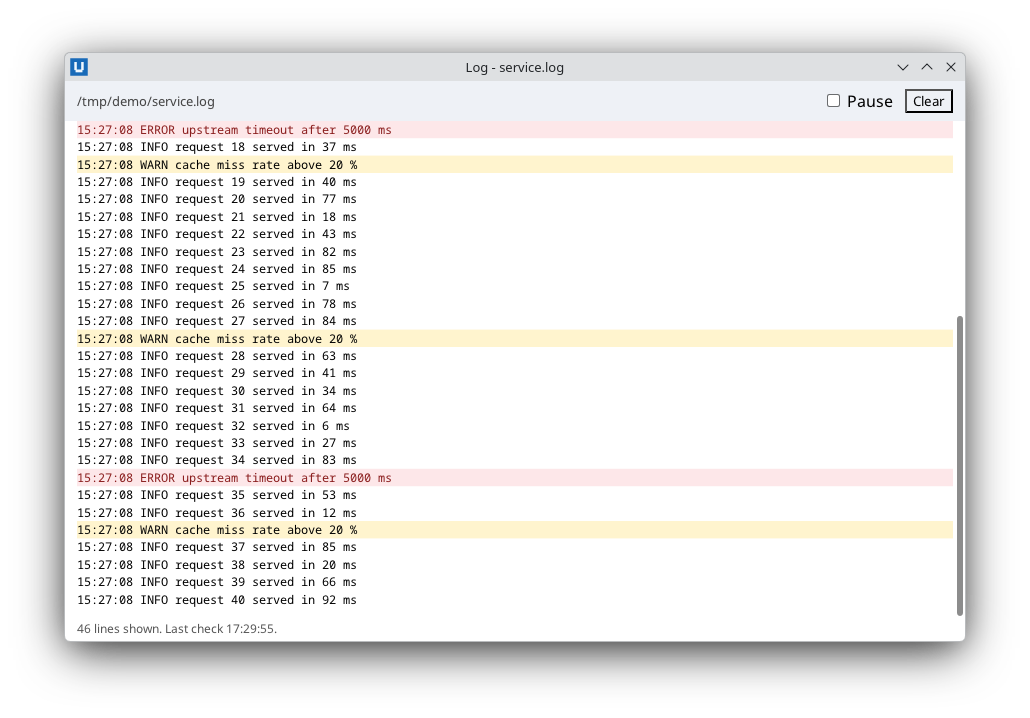 Log - service.log
/tmp/demo/service.log Pause Clear
15:27:08 ERROR upstream timeout after 5000 ms
15:27:08 INFO request 18 served in 37 ms
15:27:08 WARN cache miss rate above 20 %
15:27:08 INFO request 19 served in 40 ms
15:27:08 INFO request 20 served in 77 ms
15:27:08 INFO request 21 served in 18 ms
15:27:08 INFO request 22 served in 43 ms
15:27:08 INFO request 23 served in 82 ms
15:27:08 INFO request 24 served in 85 ms
15:27:08 INFO request 25 served in 7 ms
15:27:08 INFO request 26 served in 78 ms
15:27:08 INFO request 27 served in 84 ms
15:27:08 WARN cache miss rate above 20 %
15:27:08 INFO request 28 served in 63 ms
15:27:08 INFO request 29 served in 41 ms
15:27:08 INFO request 30 served in 34 ms
15:27:08 INFO request 31 served in 64 ms
15:27:08 INFO request 32 served in 6 ms
15:27:08 INFO request 33 served in 27 ms
15:27:08 INFO request 34 served in 83 ms
15:27:08 ERROR upstream timeout after 5000 ms
15:27:08 INFO request 35 served in 53 ms
15:27:08 INFO request 36 served in 12 ms
15:27:08 WARN cache miss rate above 20 %
15:27:08 INFO request 37 served in 85 ms
15:27:08 INFO request 38 served in 20 ms
15:27:08 INFO request 39 served in 66 ms
15:27:08 INFO request 40 served in 92 ms
46 lines shown. Last check 17:29:55.